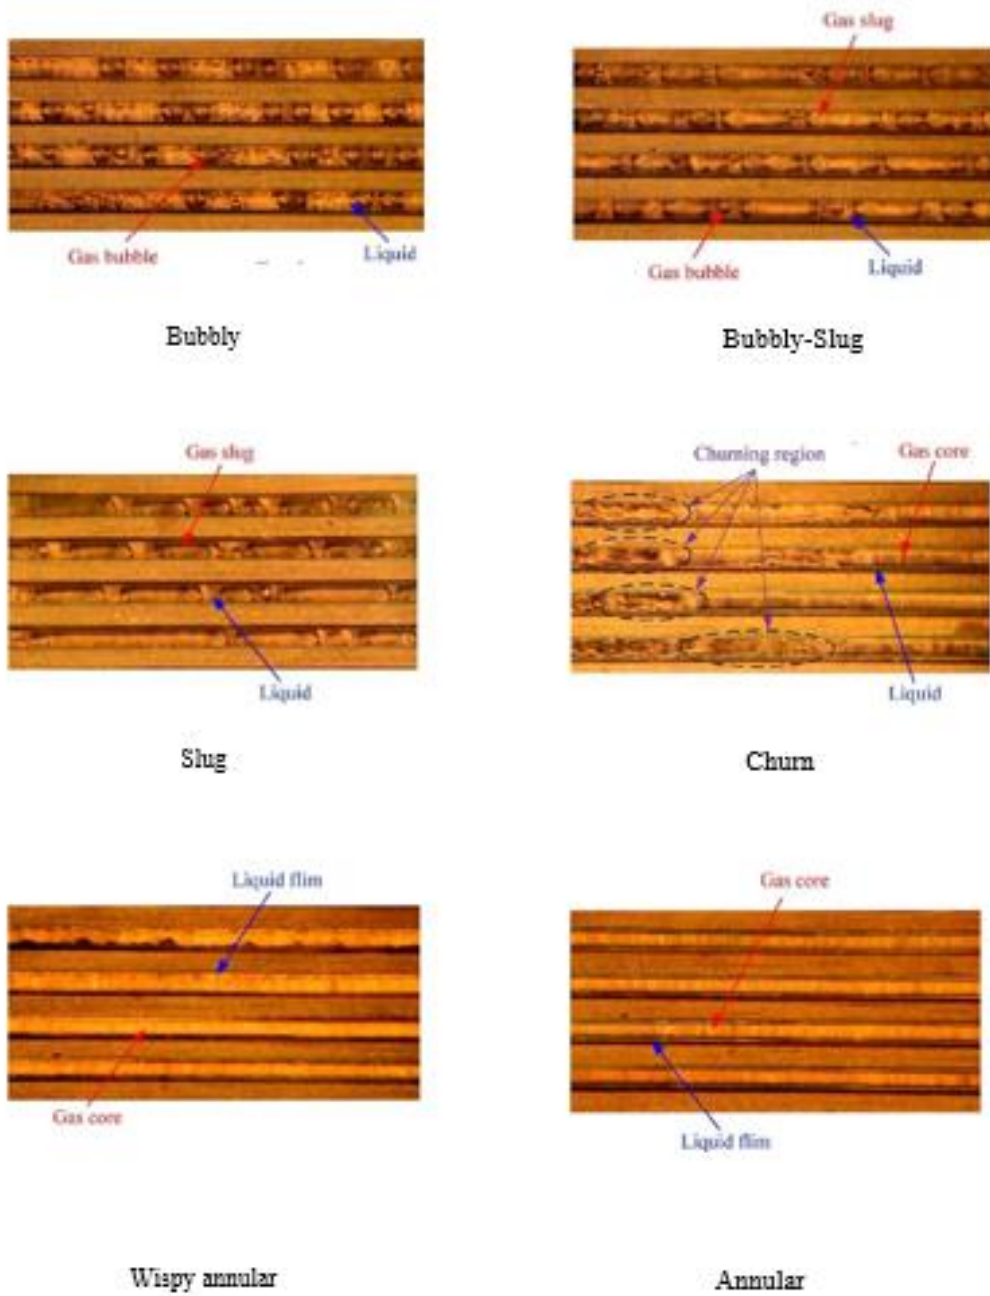 Gas slug
Gas bubble
Liquid
Gas bubble
Liquid
Bubbly
Bubbly-Slug
Gas slug
Churning region
Gas core
Liquid
Liquid
Slug
Churn
Liquid flim
Gas core
Gas core
Liquid flim
Wispy annular
Annular